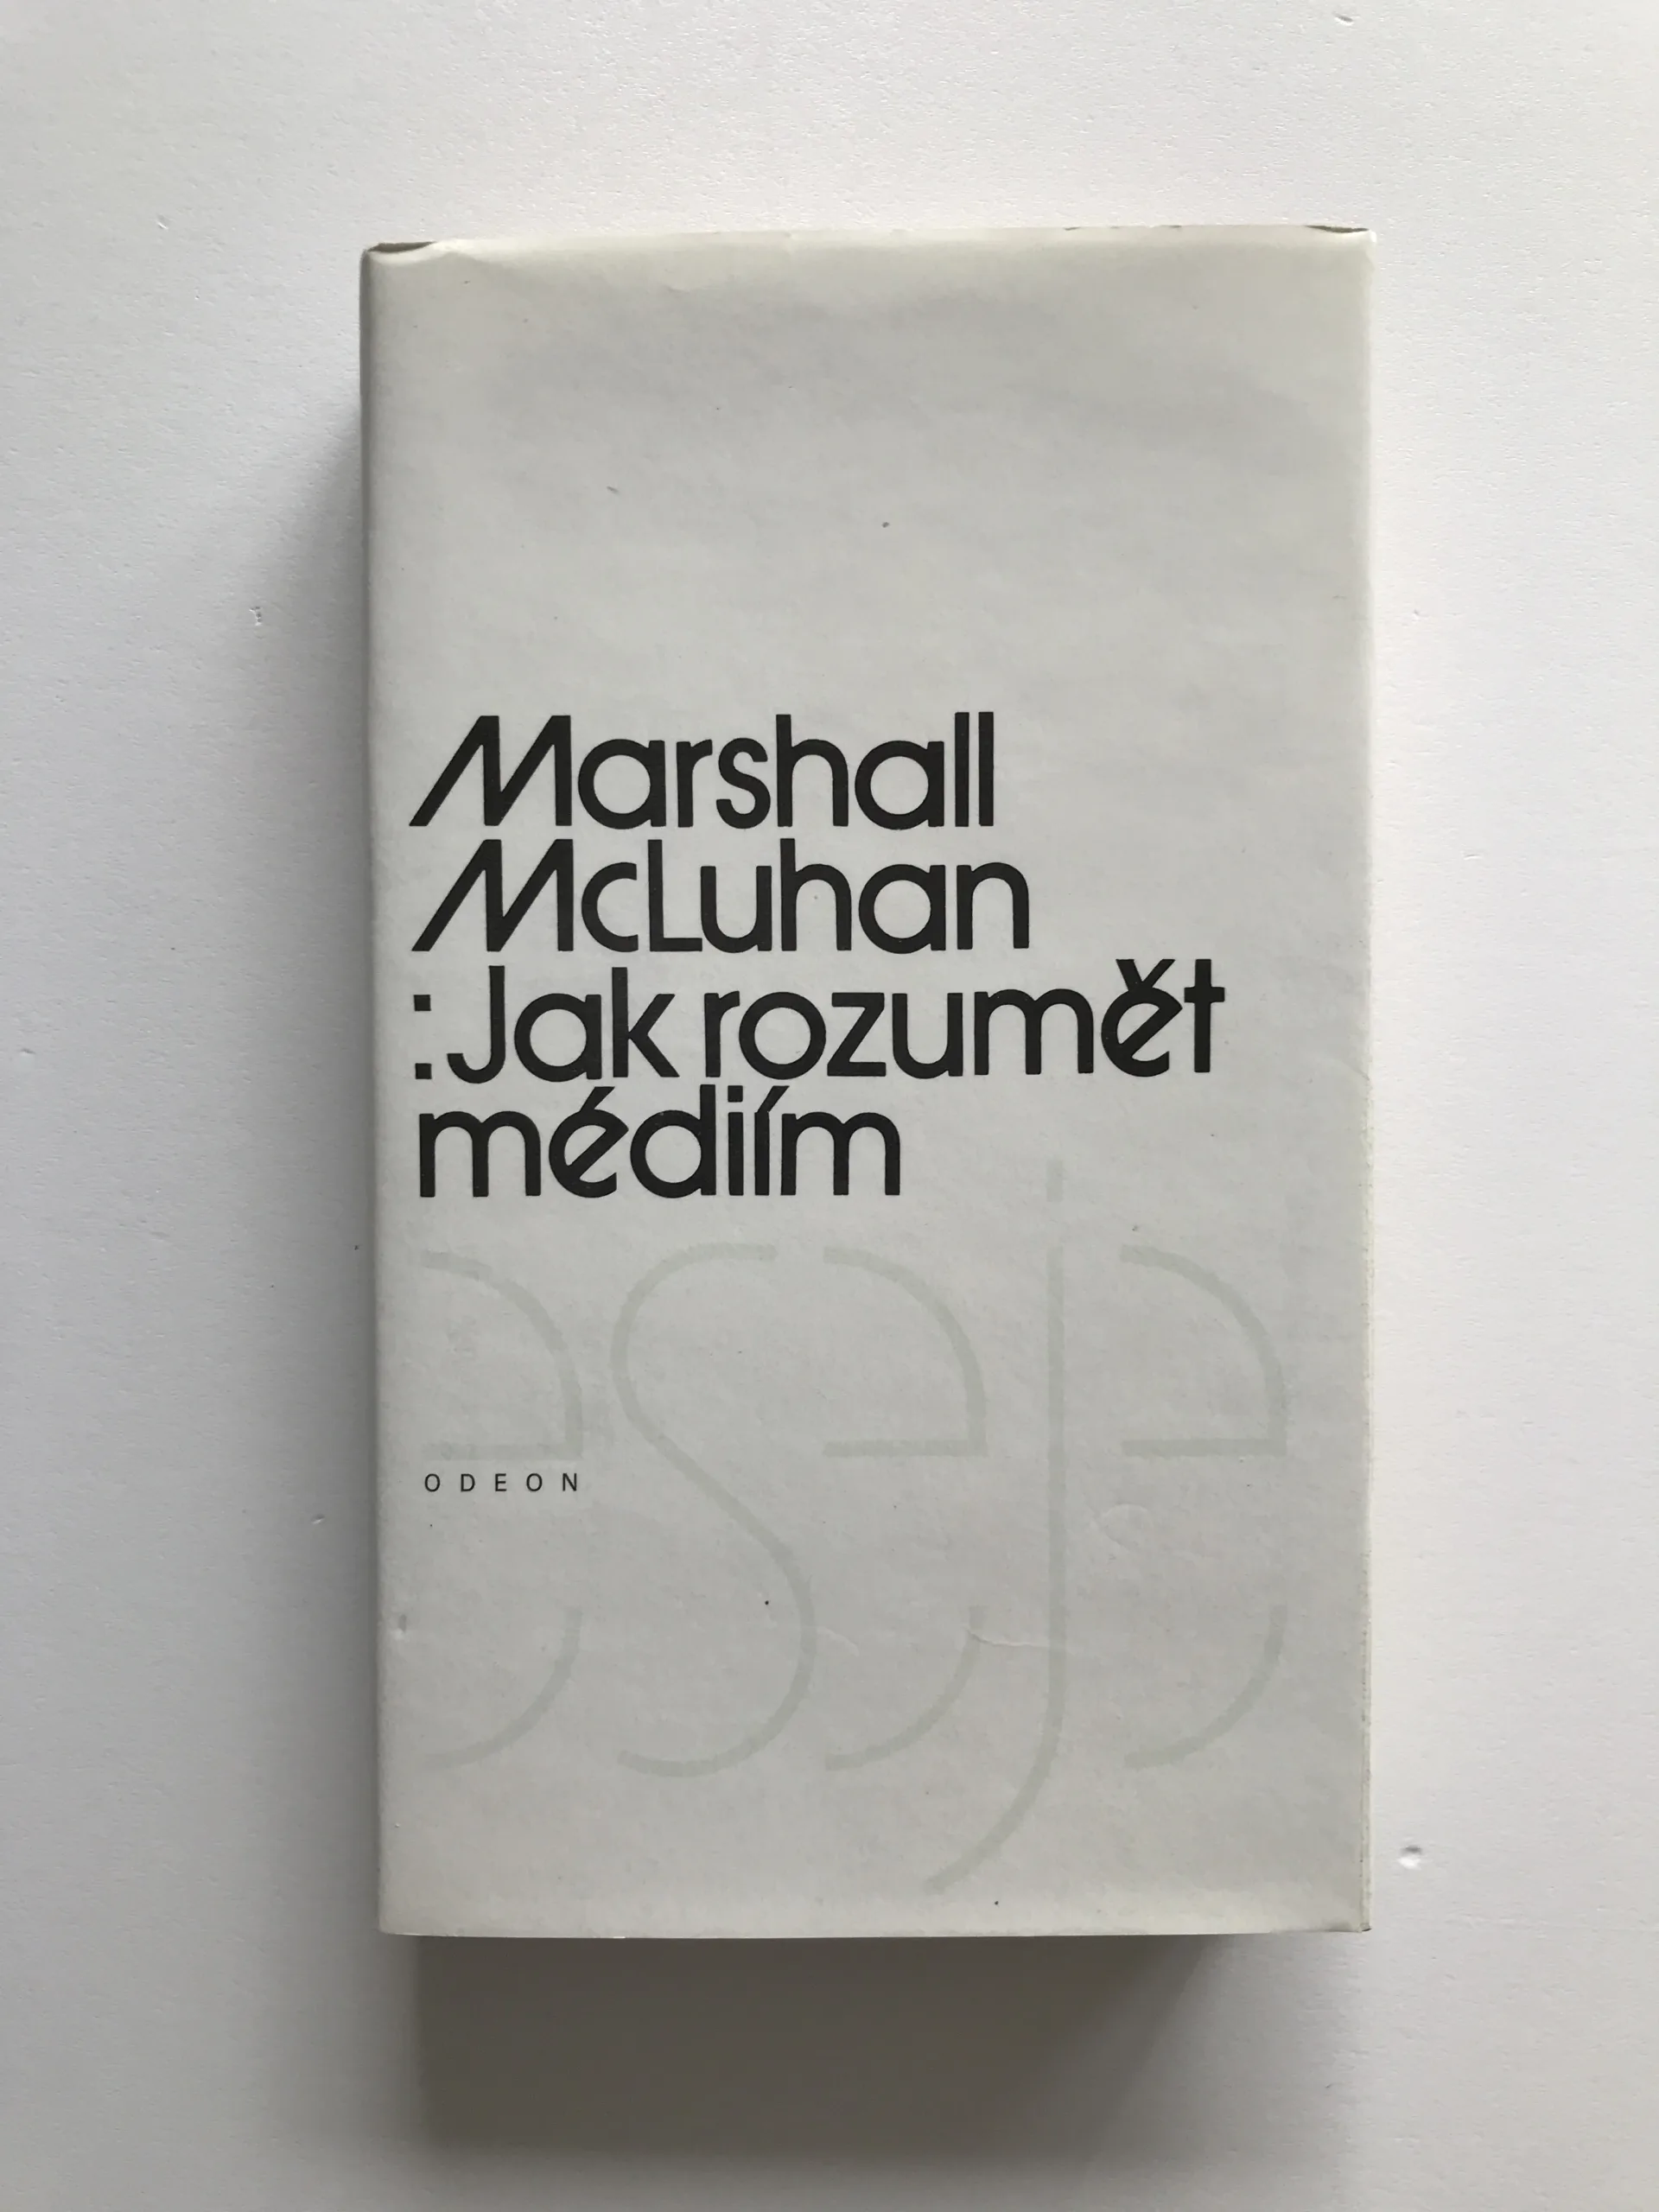 Marshall
McLuhan
:Jak rozumět
médiím
eseje
ODEON